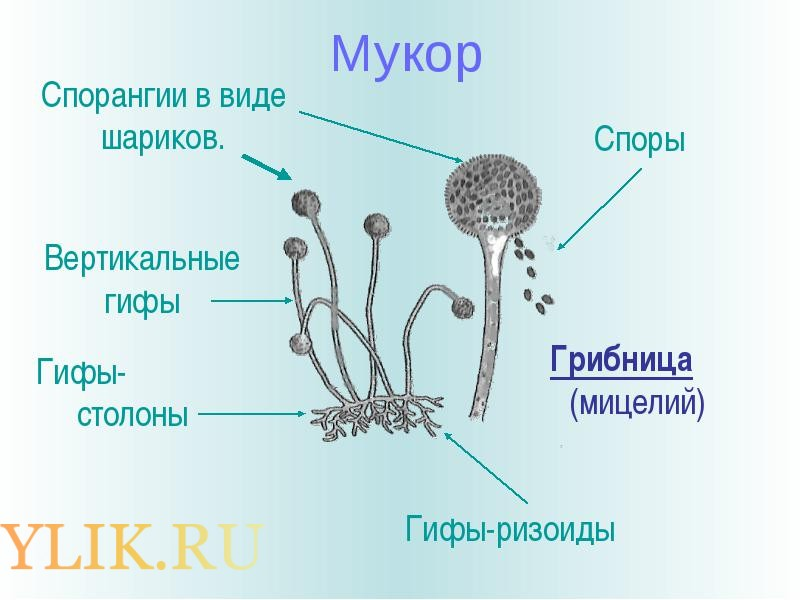 Мукор
Спорангии в виде
шариков.
Споры
Вертикальные
гифы
Гифы-
столоны
Грибница
(мицелий)
Гифы-ризоиды
YLIK.RU